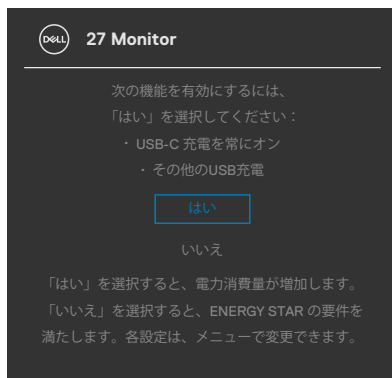 DELL 27 Monitor
次の機能を有効にするには、
「はい」を選択してください：
・USB-C 充電を常にオン
・その他のUSB充電
はい
いいえ
「はい」を選択すると、電力消費量が増加します。
「いいえ」を選択すると、ENERGY STAR の要件を
満たします。各設定は、メニューで変更できます。